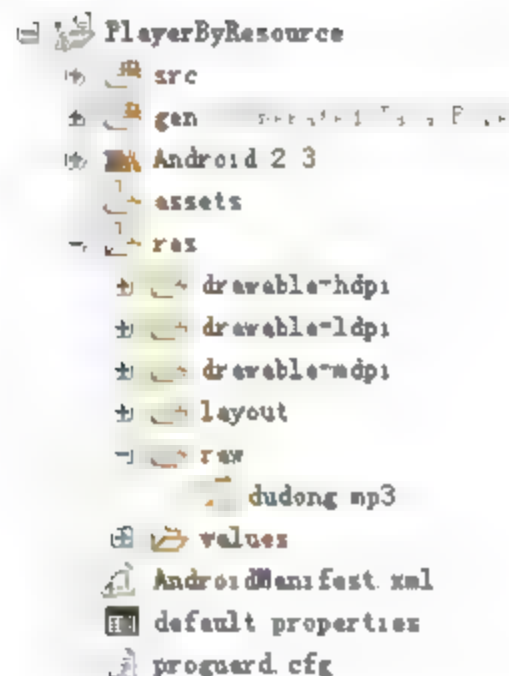 PlayerByResource
src
gen
Android 2 3
assets
res
drawable-hdpi
drawable-ldpi
drawable-mdpi
layout
raw
dudong mp3
values
AndroidManifest.xml
default properties
proguard.cfg